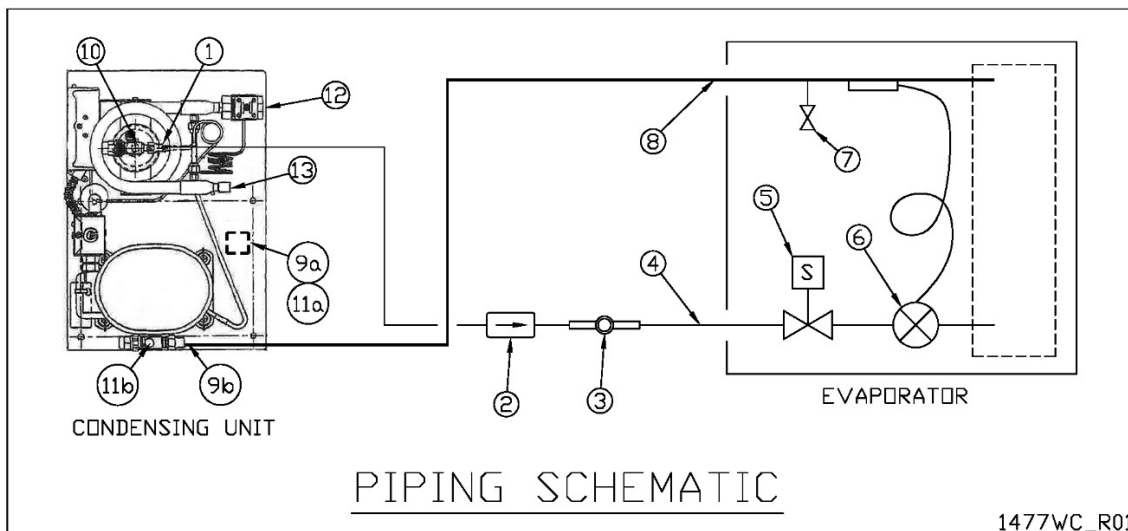 10
1
12
8
7
13
5
6
S
4
9a
11a
11b
9b
2
3
CONDENSING UNIT
EVAPORATOR
PIPING SCHEMATIC